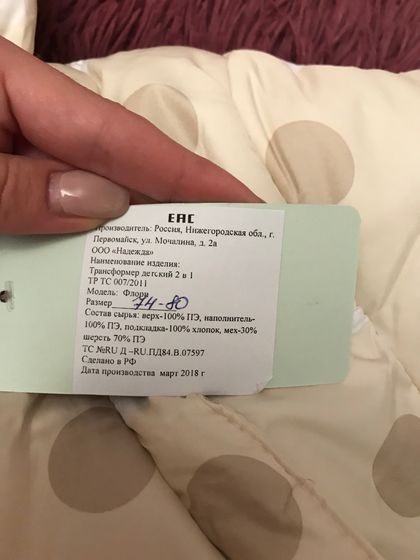 EAC
Производитель: Россия, Нижегородская обл., г.
Первомайск, ул. Мочалина, д. 2а
ООО «Надежда»
Наименование изделия:
Трансформер детский 2 в 1
ТР ТС 007/2011
Модель: Флори
Размер 74-80
Состав сырья: верх-100% ПЭ, наполнитель-
100% ПЭ, подкладка-100% хлопок, мех-30%
шерсть 70% ПЭ
ТС №RU Д –RU.ПД84.В.07597
Сделано в РФ
Дата производства март 2018 г